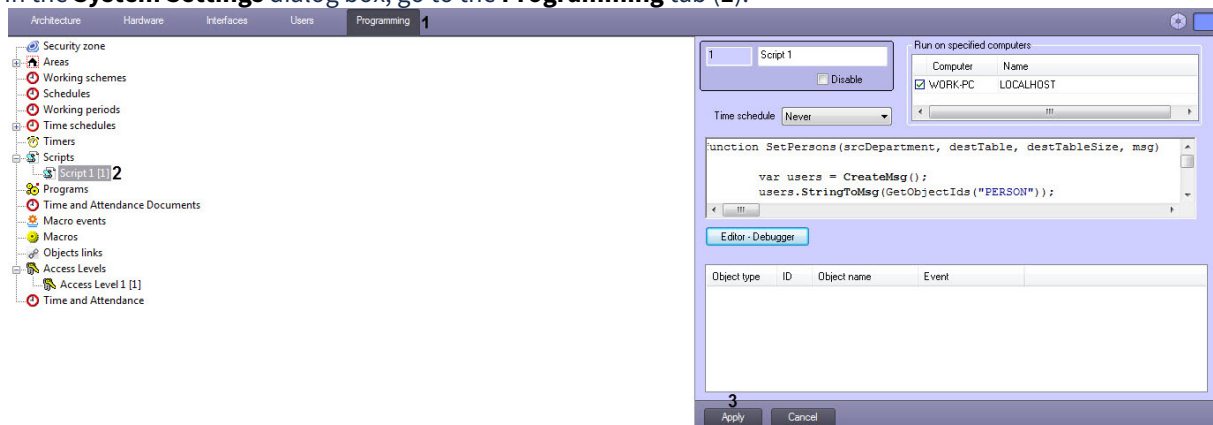 In the System Settings dialog box, go to the Programming tab (1).
Architecture Hardware Interfaces Users Programming 1
Security zone
Areas
Working schemes
Schedules
Working periods
Time schedules
Timers
Scripts
Script 1 [1] 2
Programs
Time and Attendance Documents
Macro events
Macros
Objects links
Access Levels
Access Level 1 [1]
Time and Attendance
1 Script 1
Disable
Run on specified computers
Computer Name
WORK-PC LOCALHOST
Time schedule Never
function SetPersons(srcDepartment, destTable, destTableSize, msg)
var users = CreateMsg();
users.StringToMsg(GetObjectIds("PERSON"));
Editor - Debugger
Object type ID Object name Event
3
Apply Cancel